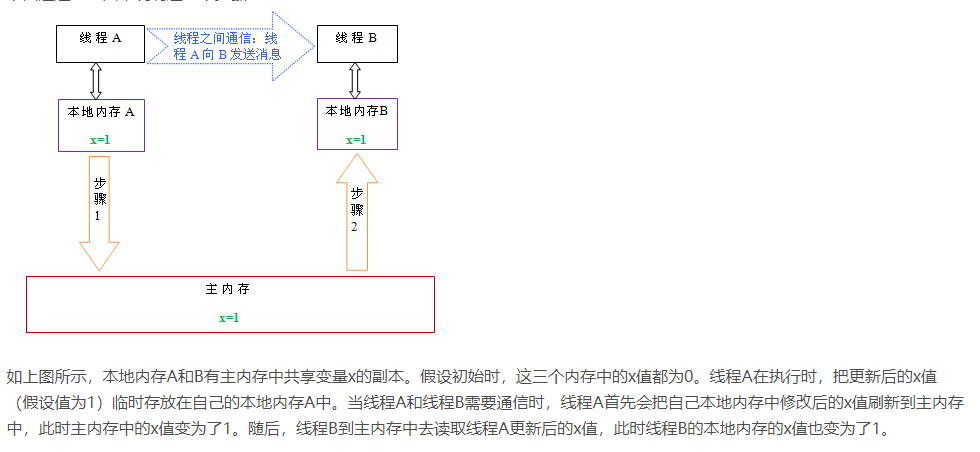 线程A
线程之间通信：线
程A向B发送消息
线程B
本地内存A
x=1
本地内存B
x=1
步
骤
1
步
骤
2
主内存
x=1
如上图所示，本地内存A和B有主内存中共享变量x的副本。假设初始时，这三个内存中的x值都为0。线程A在执行时，把更新后的x值
（假设值为1）临时存放在自己的本地内存A中。当线程A和线程B需要通信时，线程A首先会把自己本地内存中修改后的x值刷新到主内存
中，此时主内存中的x值变为了1。随后，线程B到主内存中去读取线程A更新后的x值，此时线程B的本地内存的x值也变为了1。